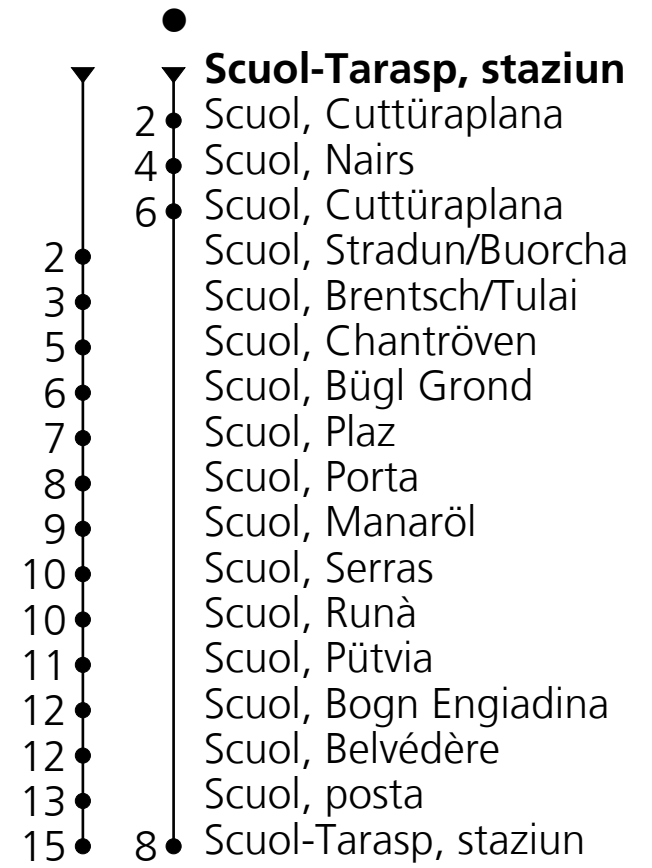 Scuol-Tarasp, staziun
2 Scuol, Cuttüraplana
4 Scuol, Nairs
6 Scuol, Cuttüraplana
2 Scuol, Stradun/Buorcha
3 Scuol, Brentsch/Tulai
5 Scuol, Chantröven
6 Scuol, Bügl Grond
7 Scuol, Plaz
8 Scuol, Porta
9 Scuol, Manaröl
10 Scuol, Serras
10 Scuol, Runà
11 Scuol, Pütvia
12 Scuol, Bogn Engiadina
12 Scuol, Belvédère
13 Scuol, posta
15 8 Scuol-Tarasp, staziun